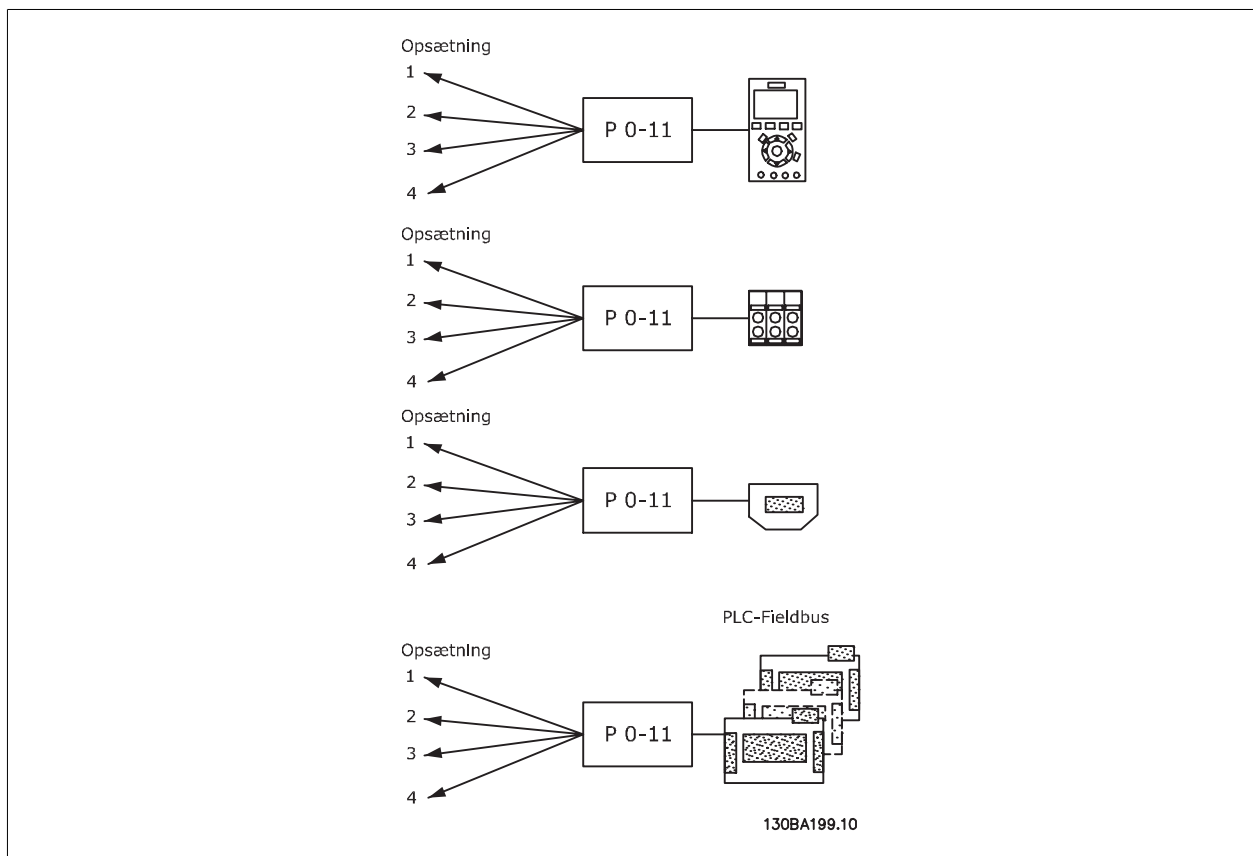 Opsætning
1
2
3
4
P 0-11
Opsætning
1
2
3
4
P 0-11
Opsætning
1
2
3
4
P 0-11
PLC-Fieldbus
Opsætning
1
2
3
4
P 0-11
130BA199.10